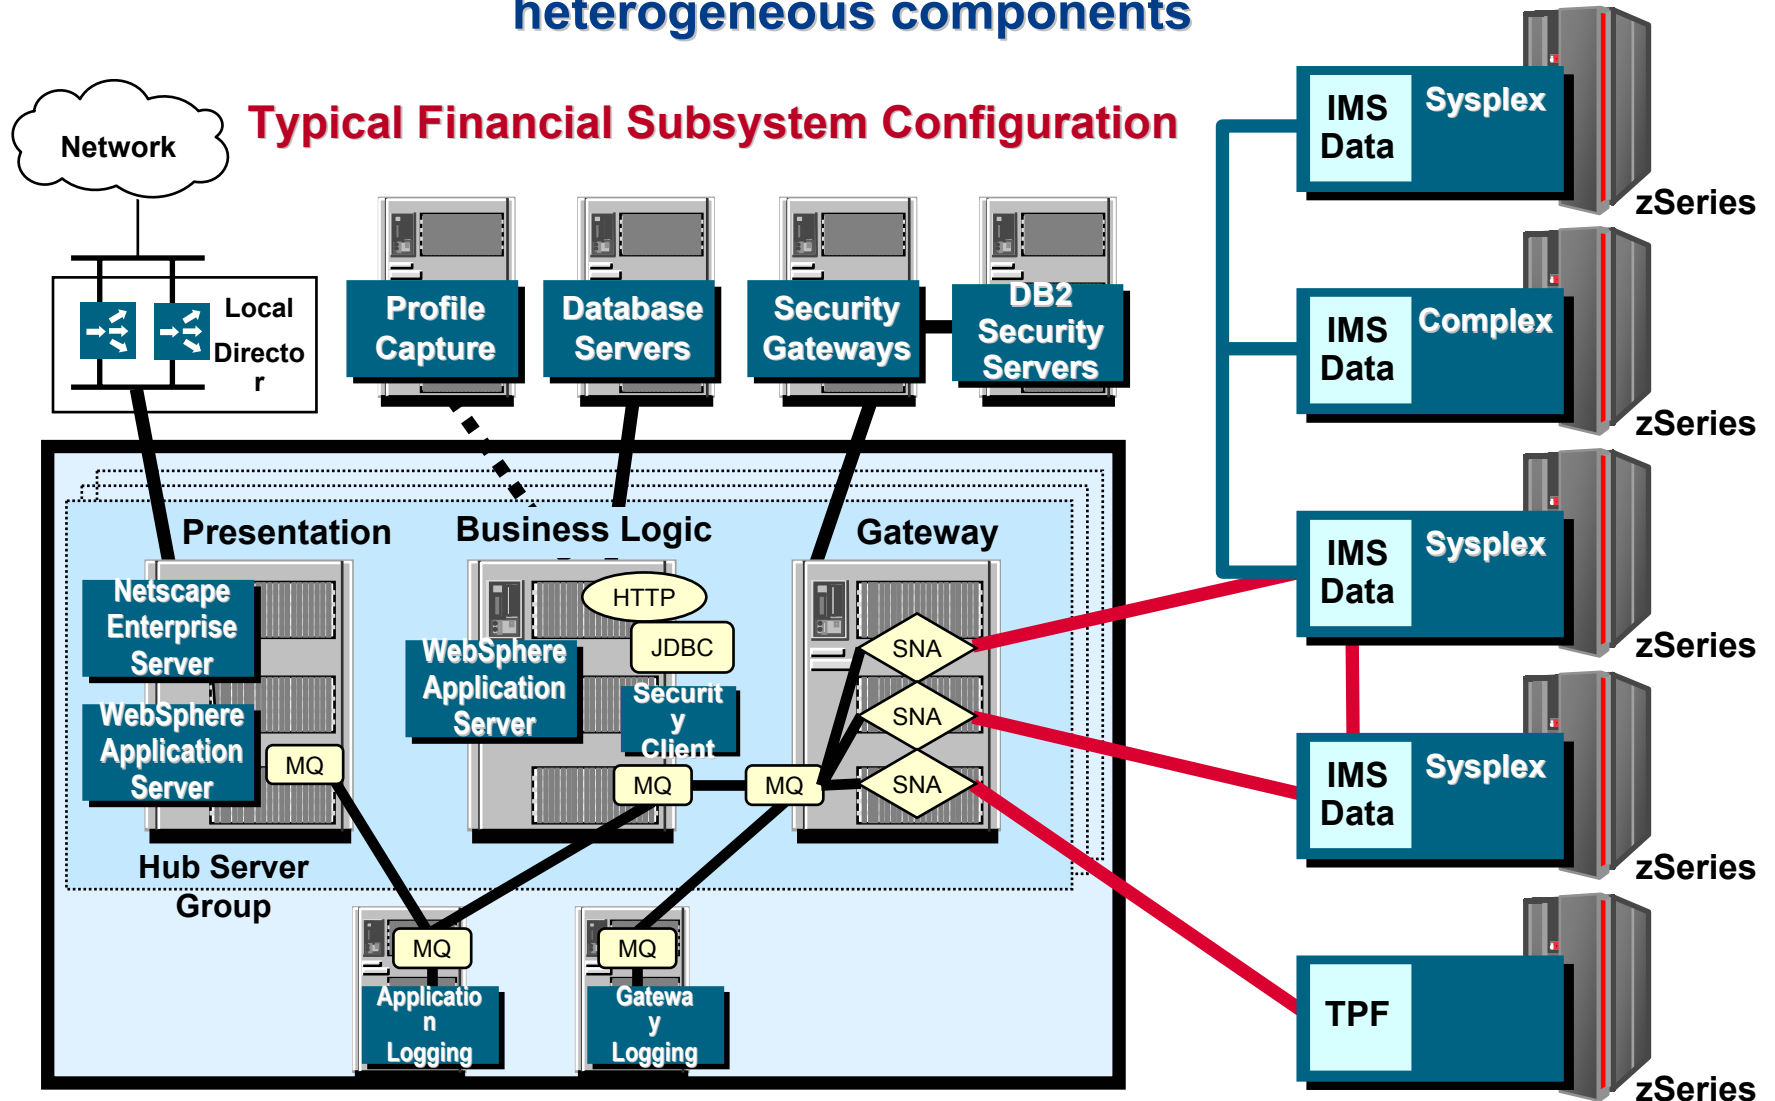 heterogeneous components
Typical Financial Subsystem Configuration
Network
Local
Directo
r
Profile
Capture
Database
Servers
Security
Gateways
DB2
Security
Servers
IMS
Data
Sysplex
zSeries
IMS
Data
Complex
zSeries
IMS
Data
Sysplex
zSeries
IMS
Data
Sysplex
zSeries
TPF
zSeries
Presentation
Business Logic
Gateway
Netscape
Enterprise
Server
WebSphere
Application
Server
MQ
HTTP
JDBC
WebSphere
Application
Server
Securit
y
Client
MQ
MQ
SNA
SNA
SNA
Hub Server
Group
MQ
Applicatio
n
Logging
MQ
Gatewa
y
Logging